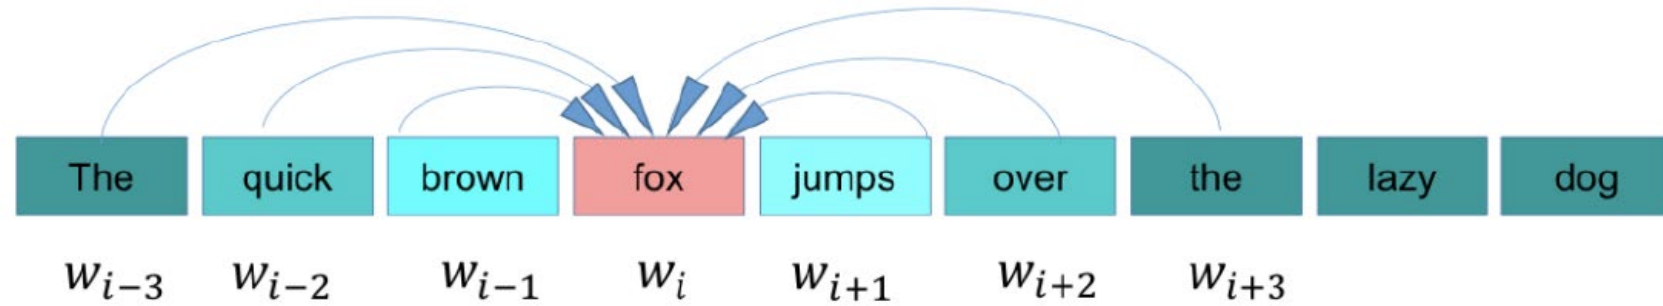 The quick brown fox jumps over the lazy dog
w_{i-3} w_{i-2} w_{i-1} w_i w_{i+1} w_{i+2} w_{i+3}